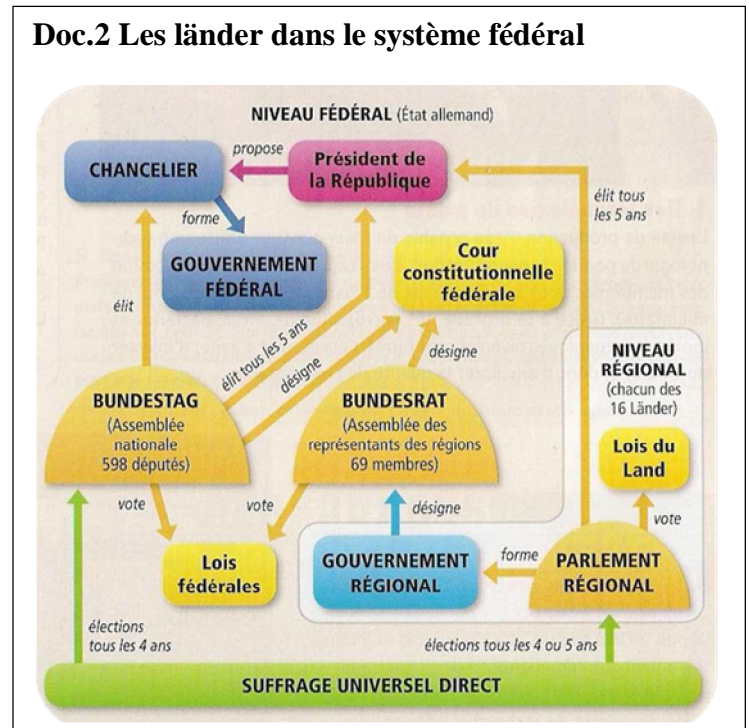 Doc.2 Les länder dans le système fédéral
NIVEAU FÉDÉRAL (État allemand)
CHANCELIER
propose
Président de
la République
élit tous
les 5 ans
forme
GOUVERNEMENT
FÉDÉRAL
Cour
constitutionnelle
fédérale
élit
élit tous les 5 ans
désigne
désigne
NIVEAU
RÉGIONAL
(chacun des
16 Länder)
BUNDESTAG
(Assemblée
nationale
598 députés)
BUNDESRAT
(Assemblée des
représentants des régions
69 membres)
Lois du
Land
vote
vote
désigne
vote
Lois
fédérales
GOUVERNEMENT
RÉGIONAL
forme
PARLEMENT
RÉGIONAL
élections
tous les 4 ans
élections tous les 4 ou 5 ans
SUFFRAGE UNIVERSEL DIRECT